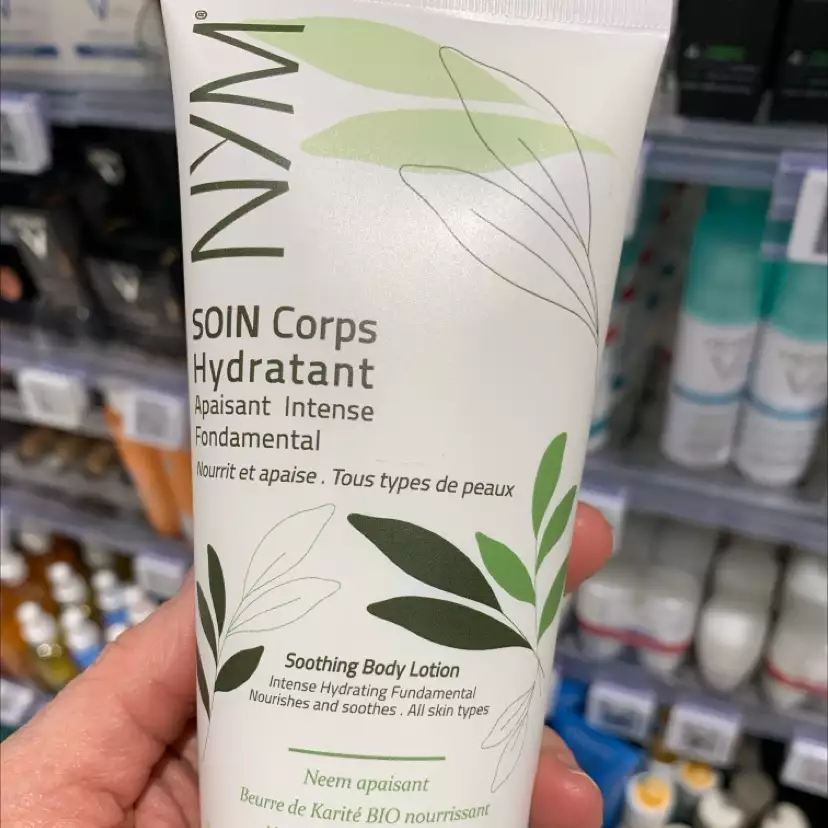 NYM®
SOIN Corps
Hydratant
Apaisant Intense
Fondamental
Nourrit et apaise . Tous types de peaux
Soothing Body Lotion
Intense Hydrating Fundamental
Nourishes and soothes . All skin types
Neem apaisant
Beurre de Karité BIO nourrissant